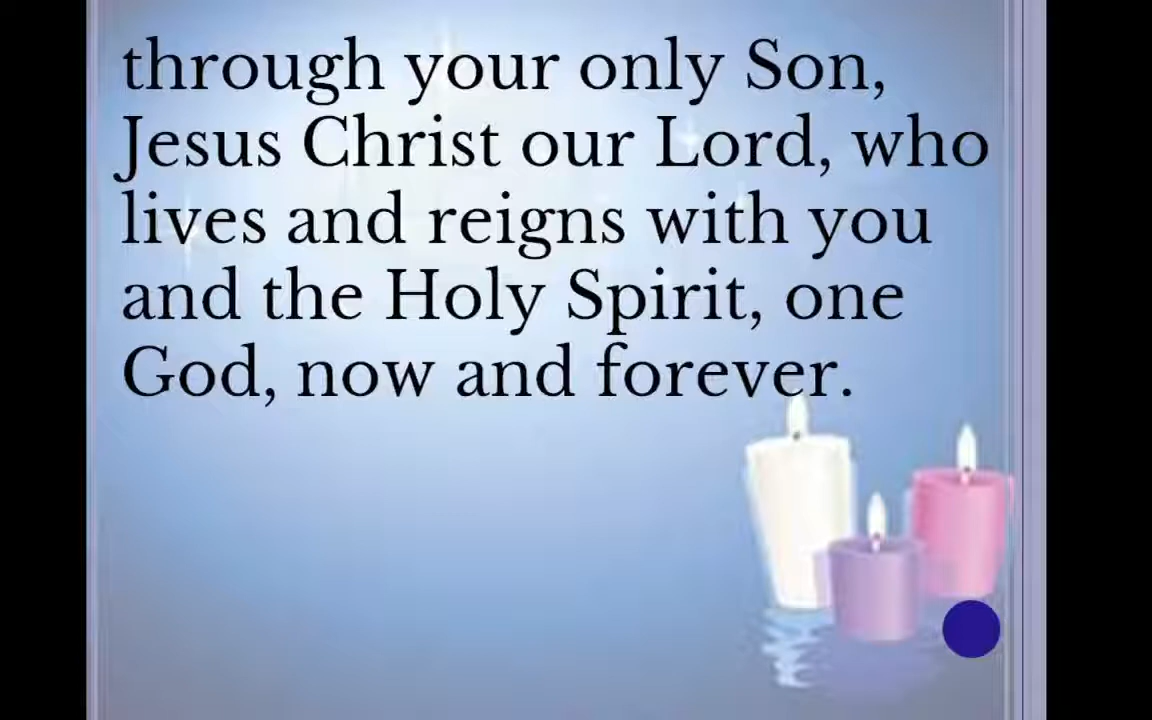 through your only Son,
Jesus Christ our Lord, who
lives and reigns with you
and the Holy Spirit, one
God, now and forever.